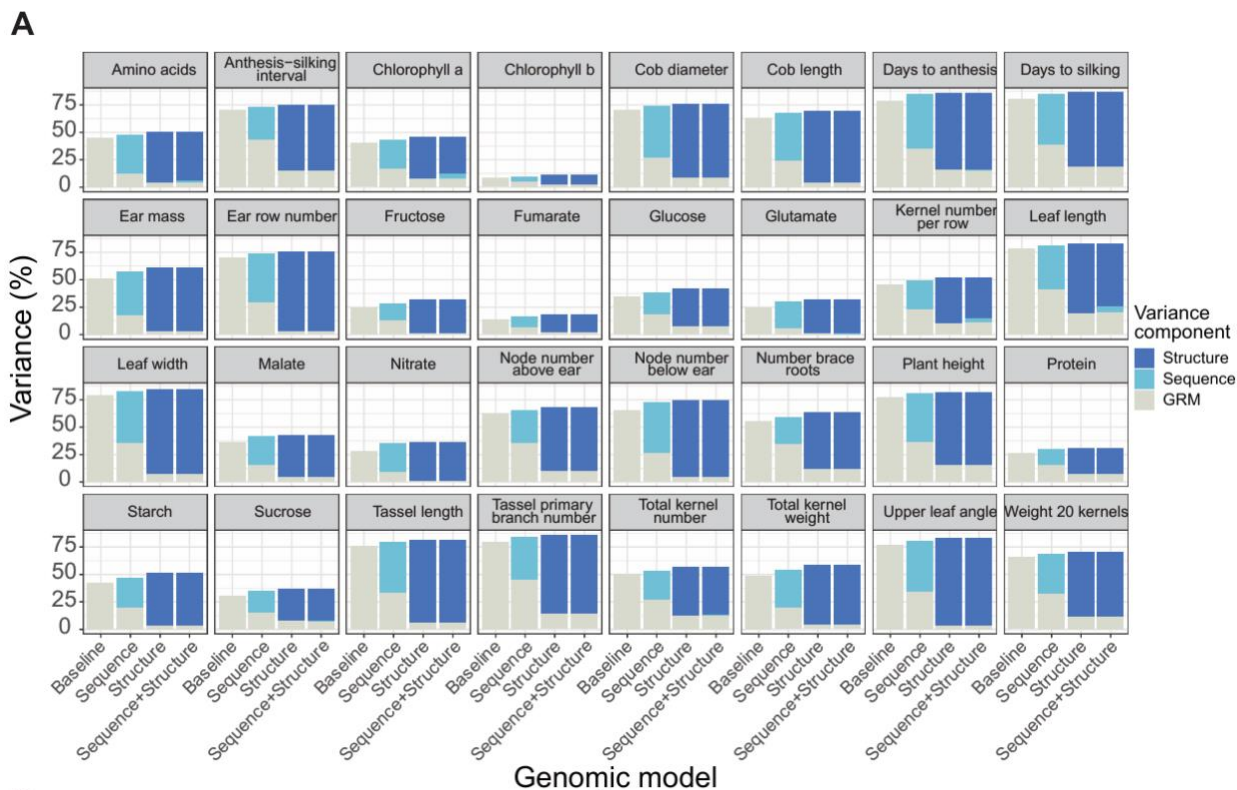 A
Amino acids
Anthesis−silking
interval
Chlorophyll a
Chlorophyll b
Cob diameter
Cob length
Days to anthesis
Days to silking
75
50
25
0
Ear mass
Ear row number
Fructose
Fumarate
Glucose
Glutamate
Kernel number
per row
Leaf length
75
50
25
0
Leaf width
Malate
Nitrate
Node number
above ear
Node number
below ear
Number brace
roots
Plant height
Protein
75
50
25
0
Starch
Sucrose
Tassel length
Tassel primary
branch number
Total kernel
number
Total kernel
weight
Upper leaf angle
Weight 20 kernels
75
50
25
0
Variance (%)
Baseline
Sequence
Structure
Sequence+Structure
Baseline
Sequence
Structure
Sequence+Structure
Baseline
Sequence
Structure
Sequence+Structure
Baseline
Sequence
Structure
Sequence+Structure
Baseline
Sequence
Structure
Sequence+Structure
Baseline
Sequence
Structure
Sequence+Structure
Baseline
Sequence
Structure
Sequence+Structure
Baseline
Sequence
Structure
Sequence+Structure
Genomic model
Variance
component
Structure
Sequence
GRM